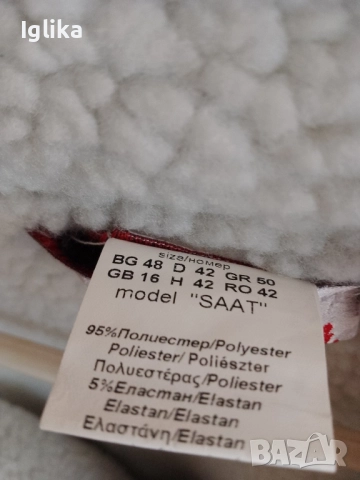 Iglika
size/номер
BG 48 D 42 GR 50
GB 16 H 42 RO 42
model "SAAT"
95%Полиестер/Polyester
Poliester/ Poliészter
Πολυεστέρας/Poliester
5%Еластан/Elastan
Elastan/Elastan
Ελαστάνη/Elastan
BAZAR
bg